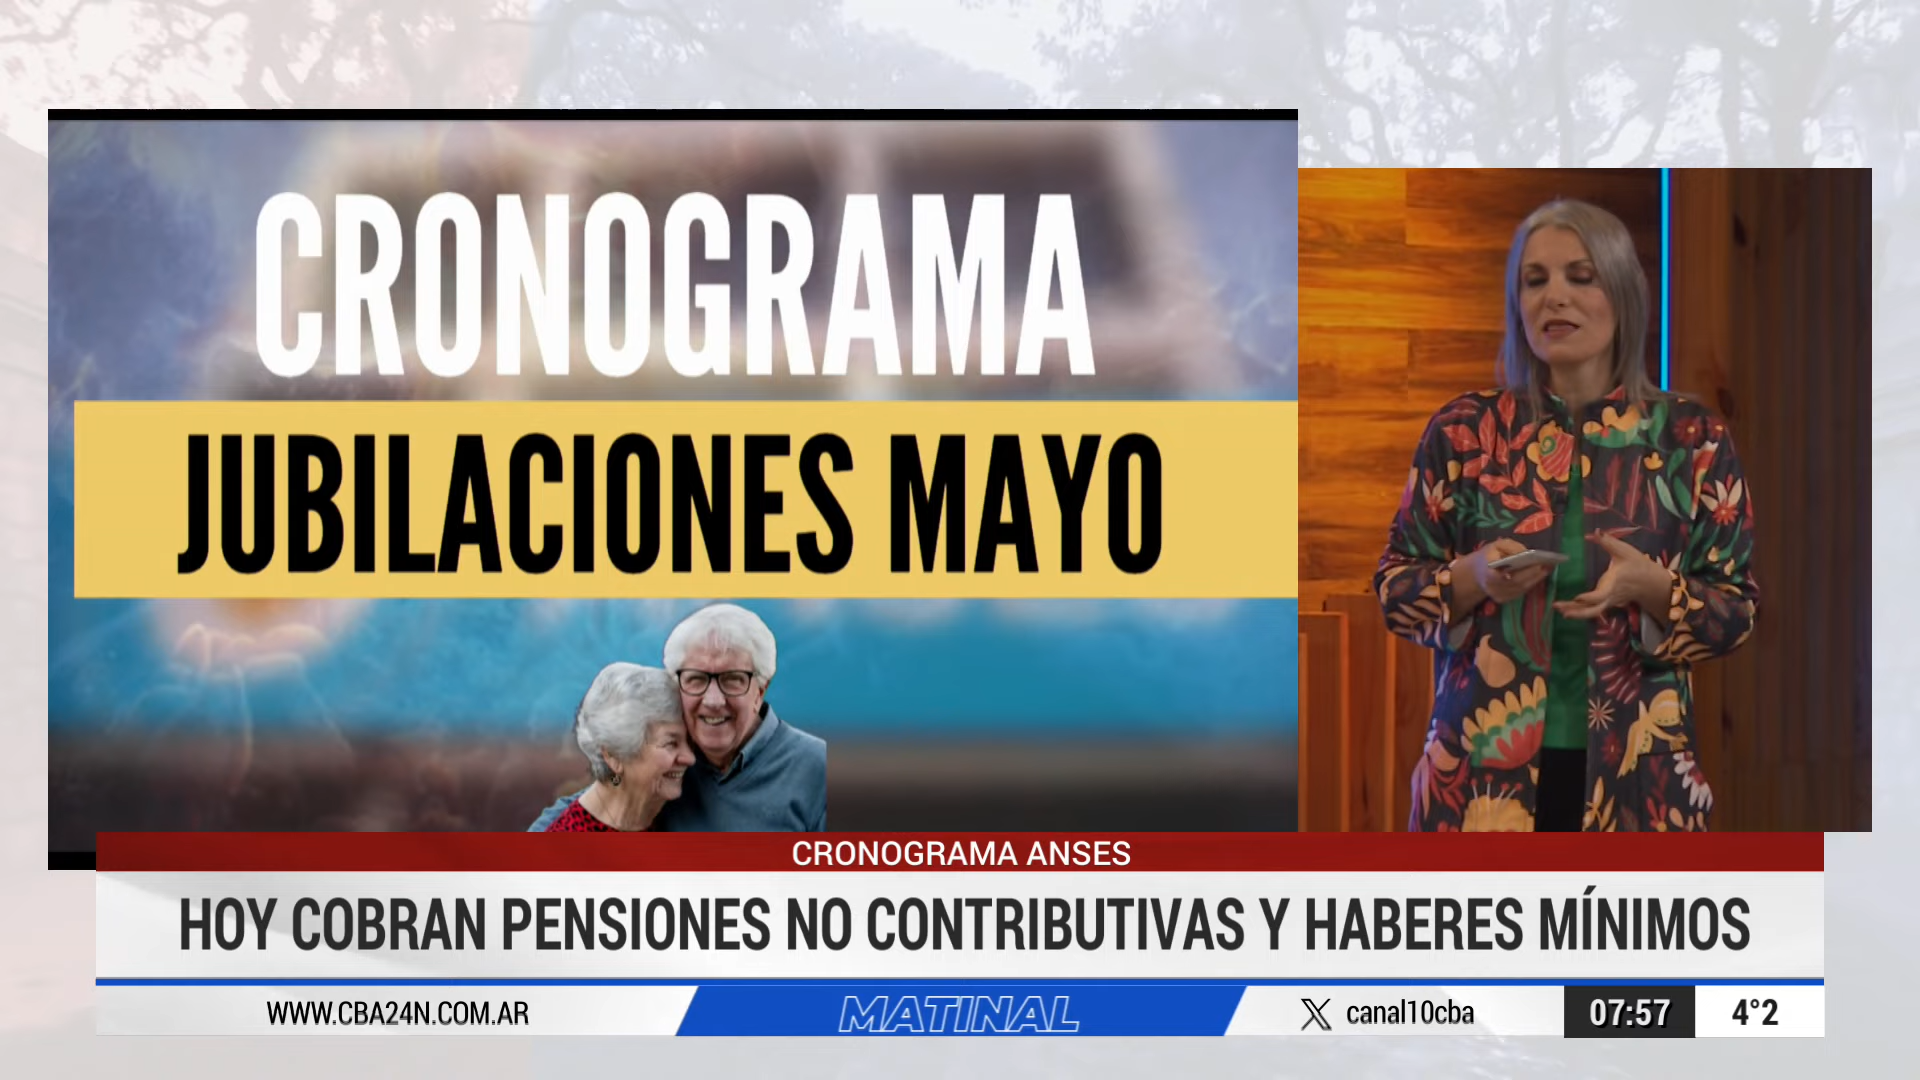 CRONOGRAMA
JUBILACIONES MAYO
CRONOGRAMA ANSES
HOY COBRAN PENSIONES NO CONTRIBUTIVAS Y HABERES MÍNIMOS
WWW.CBA24N.COM.AR
MATINAL
X canal10cba
07:57
4°2